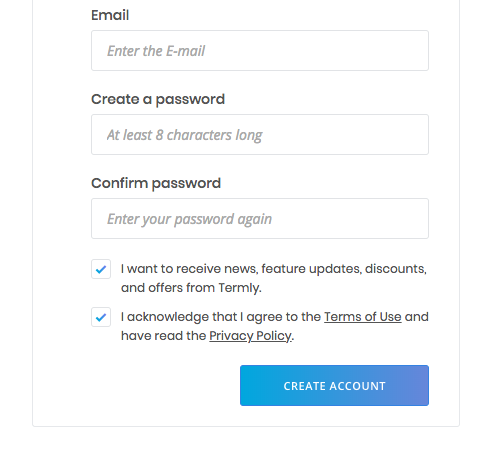 Email
Enter the E-mail
Create a password
At least 8 characters long
Confirm password
Enter your password again
I want to receive news, feature updates, discounts,
and offers from Termly.
I acknowledge that I agree to the Terms of Use and
have read the Privacy Policy.
CREATE ACCOUNT